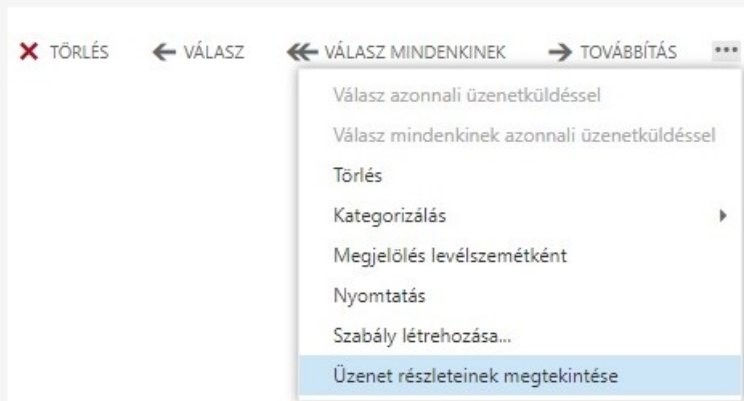 TÖRLÉS VÁLASZ VÁLASZ MINDENKINEK TOVÁBBÍTÁS
Válasz azonnali üzenetküldéssel
Válasz mindenkinek azonnali üzenetküldéssel
Törlés
Kategorizálás
Megjelölés levélszemétként
Nyomtatás
Szabály létrehozása...
Üzenet részleteinek megtekintése